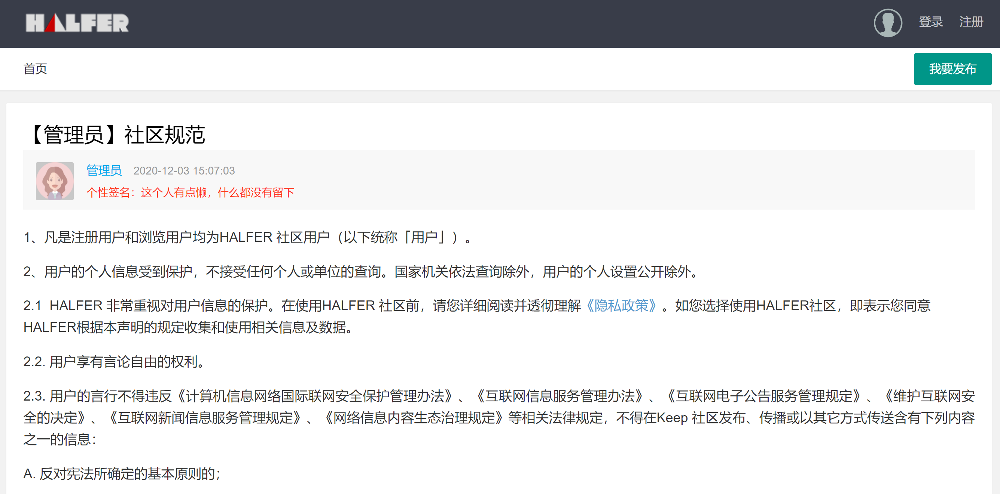 HALFER
登录 注册
首页
我要发布
【管理员】社区规范
管理员 2020-12-03 15:07:03
个性签名：这个人有点懒，什么都没有留下
1、凡是注册用户和浏览用户均为HALFER 社区用户（以下统称「用户」）。
2、用户的个人信息受到保护，不接受任何个人或单位的查询。国家机关依法查询除外，用户的个人设置公开除外。
2.1  HALFER 非常重视对用户信息的保护。在使用HALFER 社区前，请您详细阅读并透彻理解《隐私政策》。如您选择使用HALFER社区，即表示您同意
HALFER根据本声明的规定收集和使用相关信息及数据。
2.2. 用户享有言论自由的权利。
2.3. 用户的言行不得违反《计算机信息网络国际联网安全保护管理办法》、《互联网信息服务管理办法》、《互联网电子公告服务管理规定》、《维护互联网安
全的决定》、《互联网新闻信息服务管理规定》、《网络信息内容生态治理规定》等相关法律规定，不得在Keep 社区发布、传播或以其它方式传送含有下列内容
之一的信息：
A. 反对宪法所确定的基本原则的；